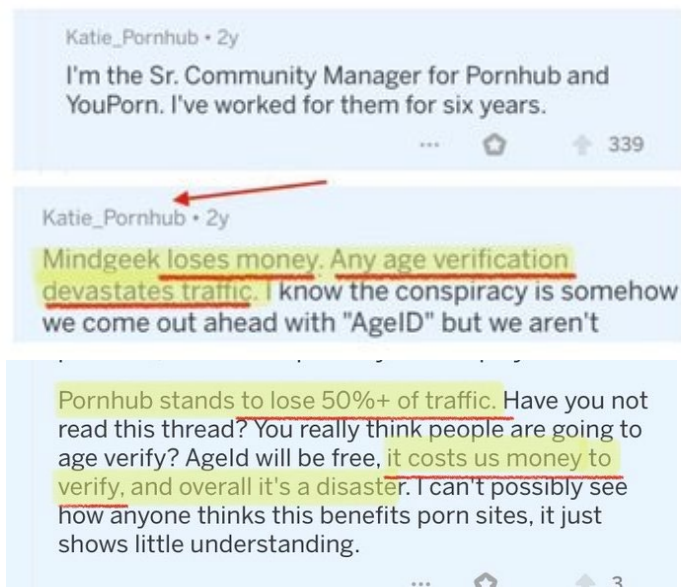 Katie_Pornhub • 2y
I'm the Sr. Community Manager for Pornhub and
YouPorn. I've worked for them for six years.
... 339
Katie_Pornhub • 2y
Mindgeek loses money. Any age verification
devastates traffic. I know the conspiracy is somehow
we come out ahead with "AgeID" but we aren't
Pornhub stands to lose 50%+ of traffic. Have you not
read this thread? You really think people are going to
age verify? AgeId will be free, it costs us money to
verify, and overall it's a disaster. I can't possibly see
how anyone thinks this benefits porn sites, it just
shows little understanding.
... 3